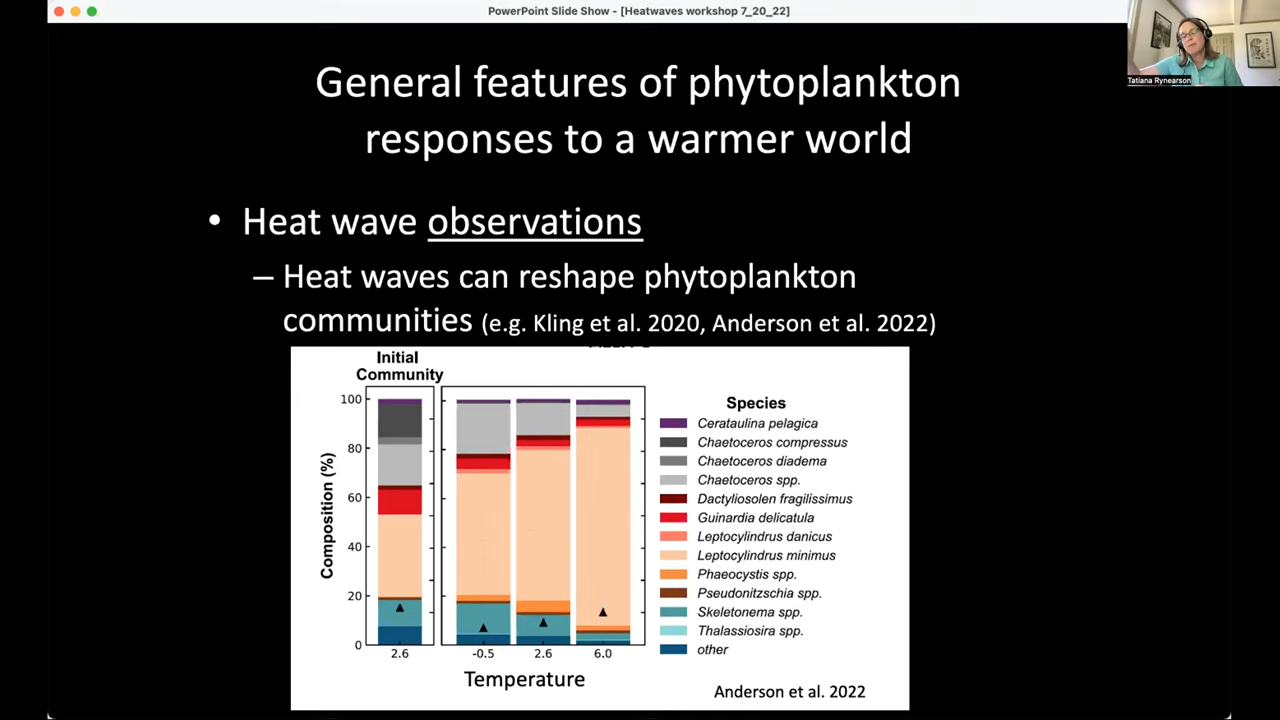 PowerPoint Slide Show - [Heatwaves workshop 7_20_22]
Tatiana Rynearson
General features of phytoplankton
responses to a warmer world
• Heat wave observations
– Heat waves can reshape phytoplankton
communities (e.g. Kling et al. 2020, Anderson et al. 2022)
Initial
Community
100
80
60
40
20
0
Composition (%)
2.6
-0.5
2.6
6.0
Temperature
Species
Cerataulina pelagica
Chaetoceros compressus
Chaetoceros diadema
Chaetoceros spp.
Dactyliosolen fragilissimus
Guinardia delicatula
Leptocylindrus danicus
Leptocylindrus minimus
Phaeocystis spp.
Pseudonitzschia spp.
Skeletonema spp.
Thalassiosira spp.
other
Anderson et al. 2022